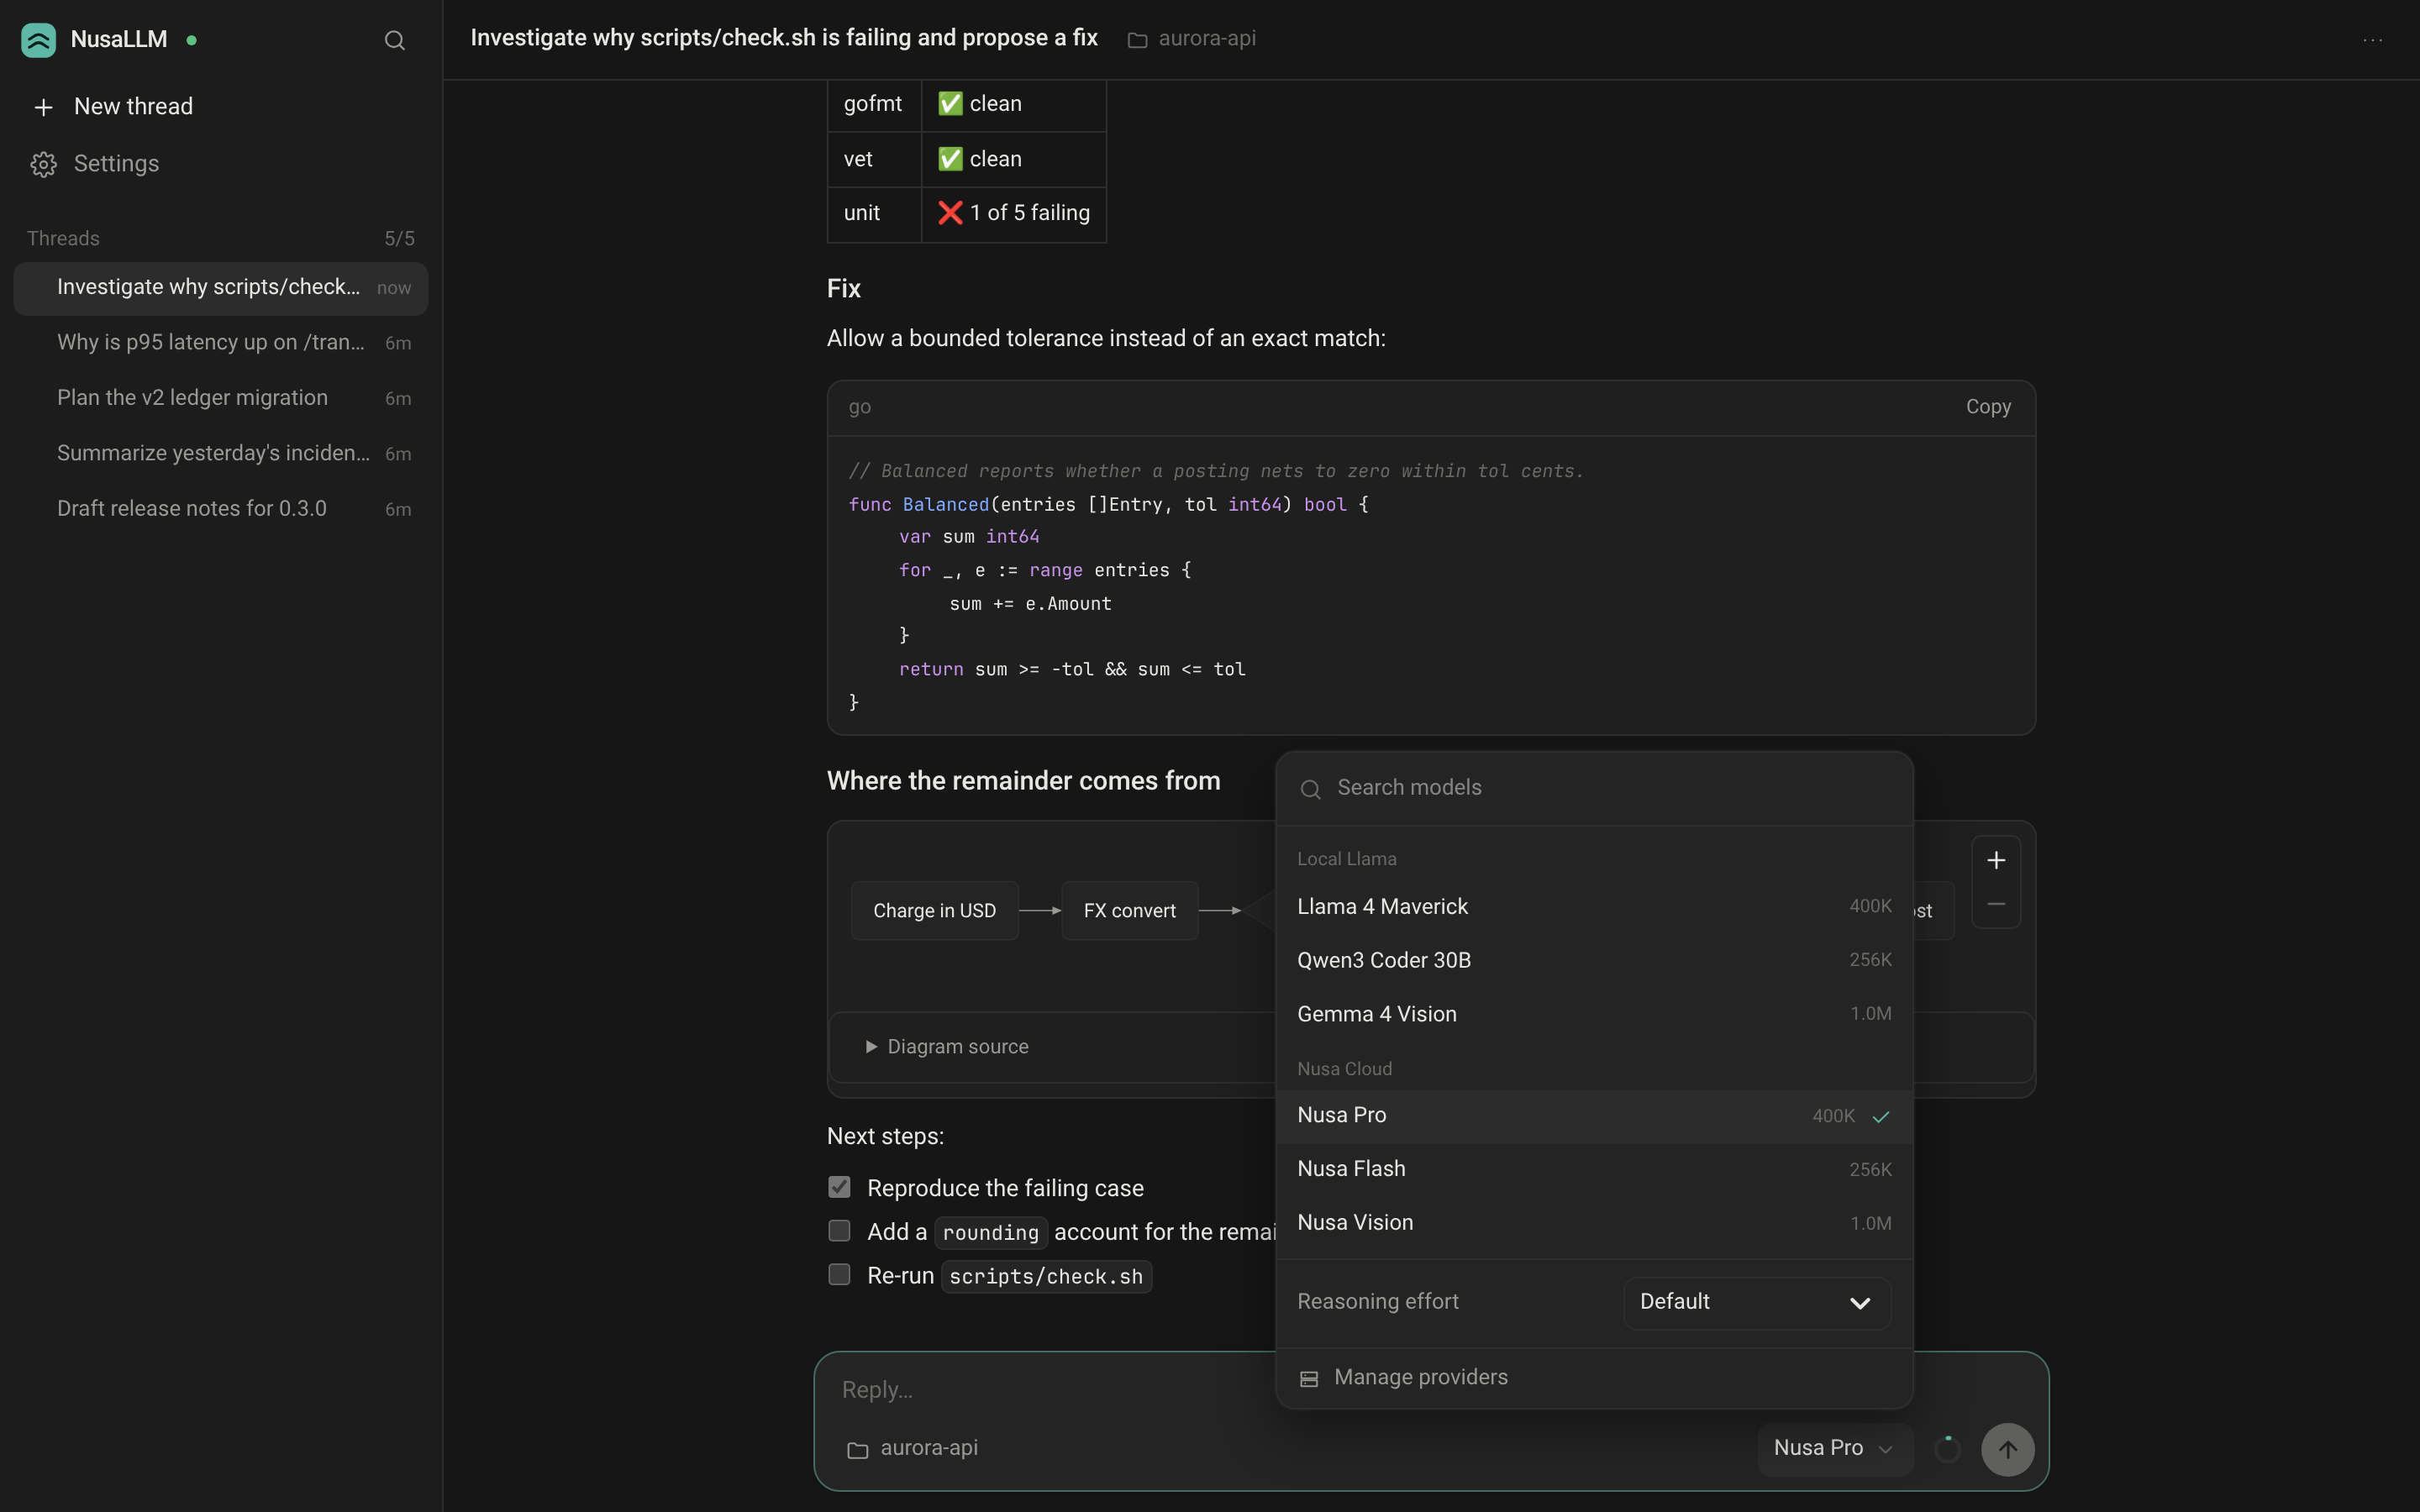 NusaLLM
New thread
Settings
Threads 5/5
Investigate why scripts/check... now
Why is p95 latency up on /tran... 6m
Plan the v2 ledger migration 6m
Summarize yesterday's inciden... 6m
Draft release notes for 0.3.0 6m
Investigate why scripts/check.sh is failing and propose a fix aurora-api ...
gofmt ✅ clean
vet ✅ clean
unit ❌ 1 of 5 failing
Fix
Allow a bounded tolerance instead of an exact match:
go Copy
// Balanced reports whether a posting nets to zero within tol cents.
func Balanced(entries []Entry, tol int64) bool {
var sum int64
for _, e := range entries {
sum += e.Amount
}
return sum >= -tol && sum <= tol
}
Where the remainder comes from
Charge in USD
FX convert
ost
Diagram source
Next steps:
Reproduce the failing case
Add a rounding account for the remai
Re-run scripts/check.sh
Search models
Local Llama
Llama 4 Maverick 400K
Qwen3 Coder 30B 256K
Gemma 4 Vision 1.0M
Nusa Cloud
Nusa Pro 400K
Nusa Flash 256K
Nusa Vision 1.0M
Reasoning effort Default
Manage providers
Reply...
aurora-api Nusa Pro